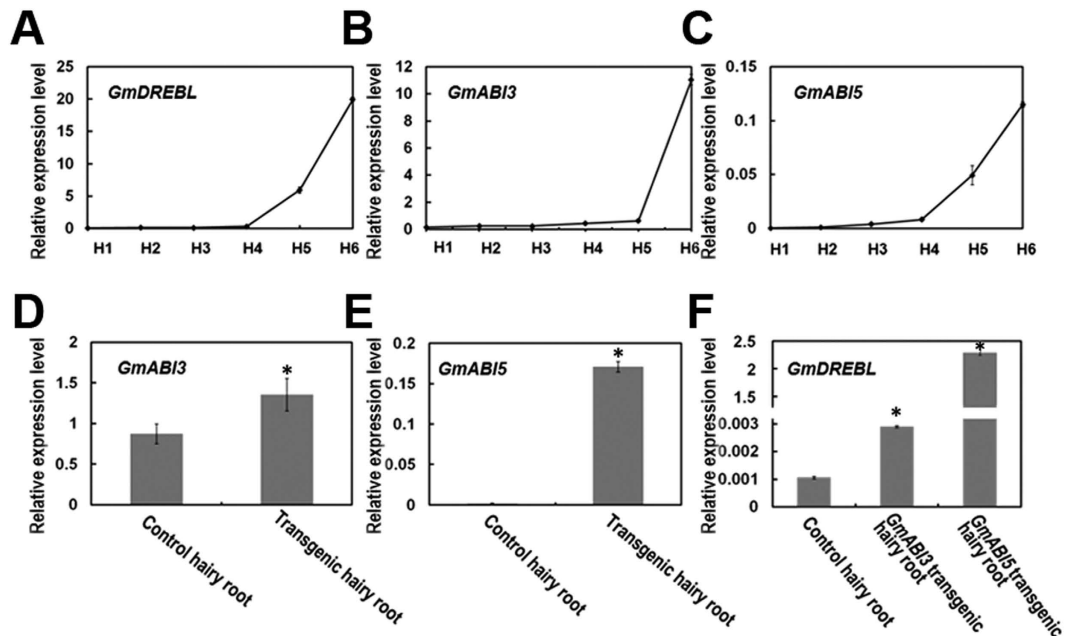 A
Relative expression level
GmDREBL
25
20
15
10
5
0
H1 H2 H3 H4 H5 H6
B
Relative expression level
GmABI3
12
10
8
6
4
2
0
H1 H2 H3 H4 H5 H6
C
Relative expression level
GmABI5
0.15
0.1
0.05
0
H1 H2 H3 H4 H5 H6
D
Relative expression level
GmABI3
2
1.5
1
0.5
0
*
Control hairy root
Transgenic hairy root
E
Relative expression level
GmABI5
0.2
0.15
0.1
0.05
0
*
Control hairy root
Transgenic hairy root
F
Relative expression level
GmDREBL
2.5
1.5
0.003
0.001
0
*
*
Control hairy root
GmABI3 transgenic
hairy root
GmABI5 transgenic
hairy root